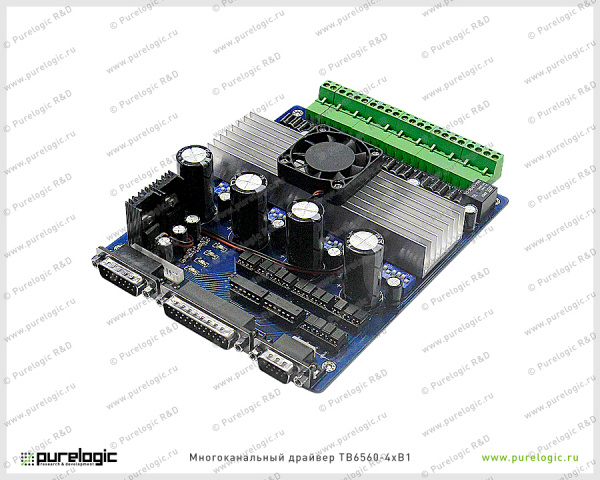 © Purelogic R&D
www.purelogic.ru
purelogic
research & development
Многоканальный драйвер TB6560-4xB1
www.purelogic.ru